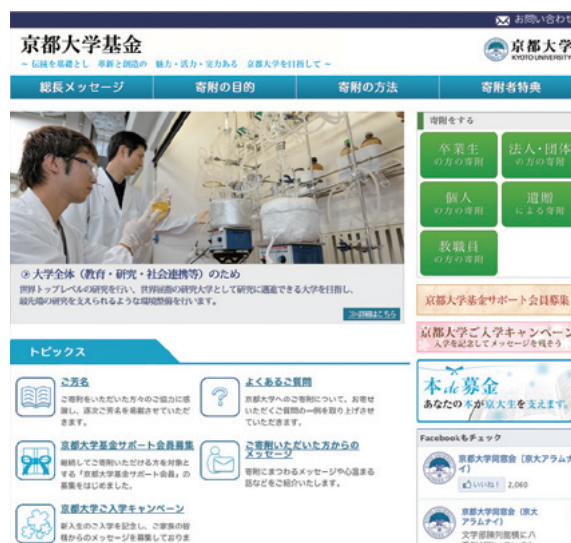 お問い合わせ
京都大学基金
～伝統を基礎とし 革新と創造の 魅力・活力・実力ある 京都大学を目指して～
京都大学
KYOTO UNIVERSITY
総長メッセージ
寄附の目的
寄附の方法
寄附者特典
大学全体（教育・研究・社会連携等）のため
世界トップレベルの研究を行い、世界屈指の研究大学として研究に邁進できる大学を目指し、
最先端の研究を支えられるような環境整備を行います。
≫詳細はこちら
寄附をする
卒業生
の方の寄附
法人・団体
の方の寄附
個人
の方の寄附
遺贈
による寄附
教職員
の方の寄附
京都大学基金サポート会員募集
京都大学ご入学キャンペーン
入学を記念してメッセージを残そう
本de募金
あなたの本が京大生を支えます。
トピックス
ご芳名
ご寄附をいただいた方々のご協力に感
謝し、逐次ご芳名を掲載させていただ
きます。
よくあるご質問
京都大学へのご寄附について、お寄せ
いただくご質問の一例を取り上げさせ
ていただきます。
京都大学基金サポート会員募集
継続してご寄附いただける方を対象と
する「京都大学基金サポート会員」の
募集をはじめました。
ご寄附いただいた方からの
メッセージ
寄附にまつわるメッセージや心温まる
話などをご紹介いたします。
京都大学ご入学キャンペーン
新入生のご入学を記念し、ご家族の皆
様からのメッセージを募集しておりま
Facebookもチェック
京都大学同窓会（京大アラムナ
イ）
いいね！ 2,060
京都大学同窓会（京大
アラムナイ）
文学部陳列館横に八